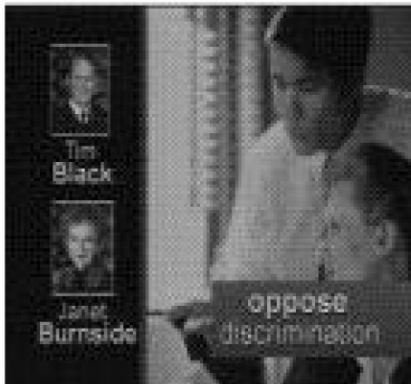 Tim
Black
Janet
Burnside
oppose
discrimination